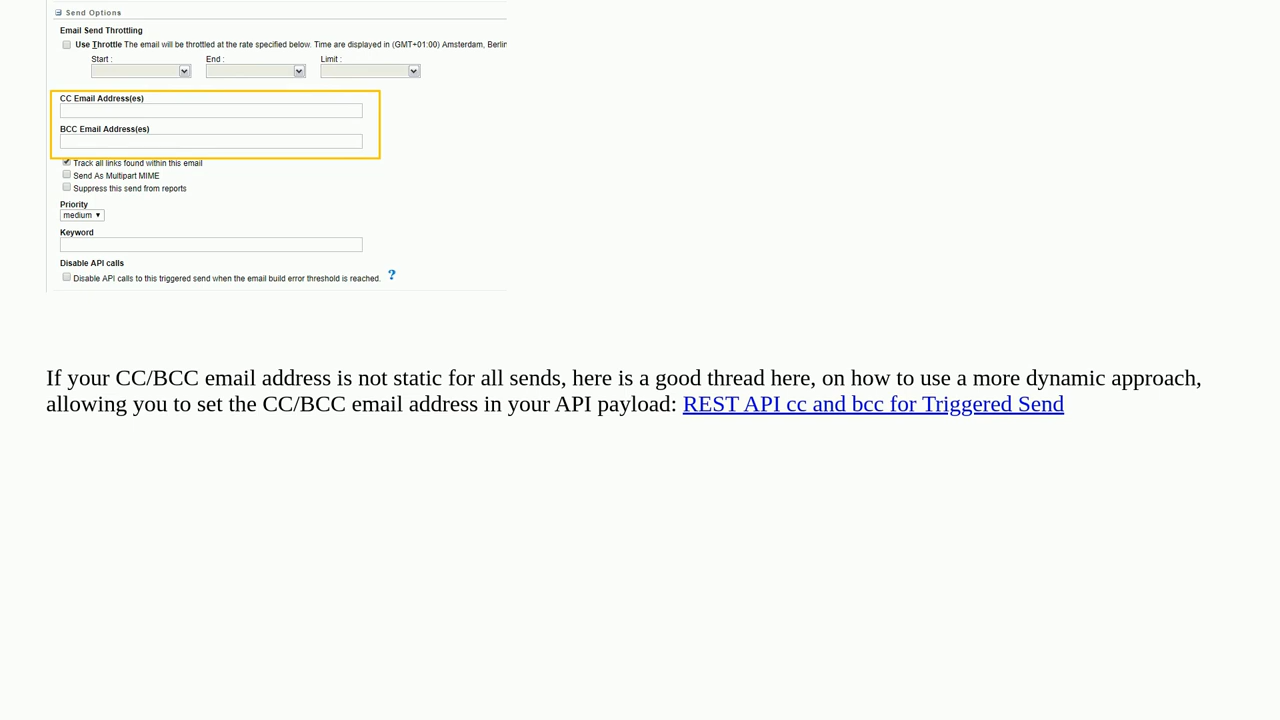 Send Options
Email Send Throttling
Use Throttle The email will be throttled at the rate specified below. Time are displayed in (GMT+01:00) Amsterdam, Berlin
Start : End : Limit :
CC Email Address(es)
BCC Email Address(es)
Track all links found within this email
Send As Multipart MIME
Suppress this send from reports
Priority
medium
Keyword
Disable API calls
Disable API calls to this triggered send when the email build error threshold is reached. ?
If your CC/BCC email address is not static for all sends, here is a good thread here, on how to use a more dynamic approach,
allowing you to set the CC/BCC email address in your API payload: REST API cc and bcc for Triggered Send